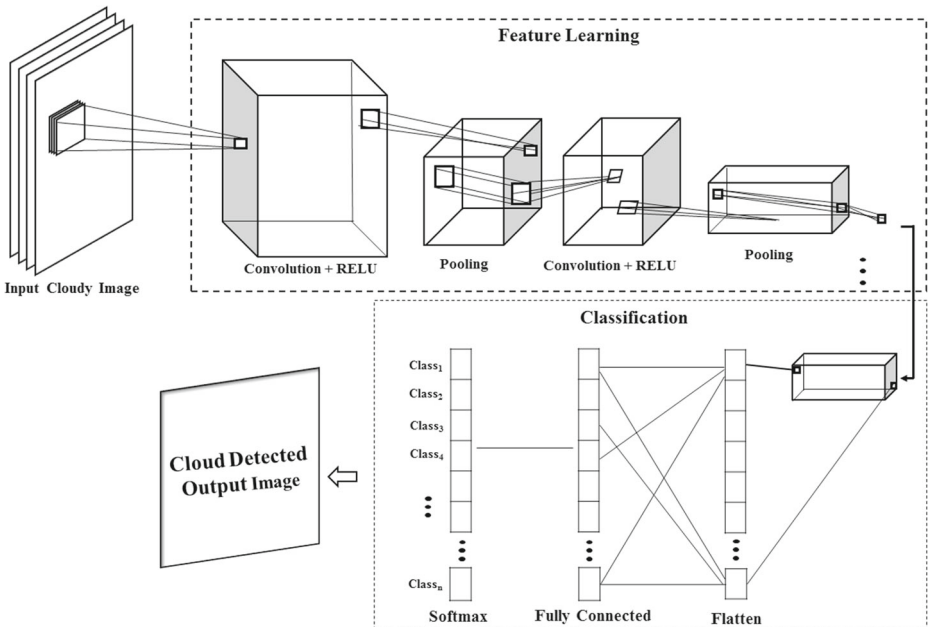 Feature Learning
Input Cloudy Image
Convolution + RELU
Pooling
Convolution + RELU
Pooling
Classification
Class1
Class2
Class3
Class4
Classn
Softmax
Fully Connected
Flatten
Cloud Detected
Output Image